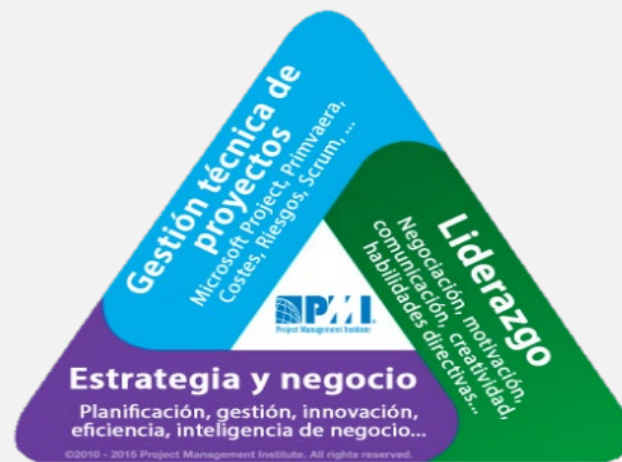 Gestión técnica de
proyectos
Microsoft Project, Primvaera,
Costes, Riesgos, Scrum, ...
Liderazgo
Negociación, motivación,
comunicación, creatividad,
habilidades directivas...
PMI
Project Management Institute
Estrategia y negocio
Planificación, gestión, innovación,
eficiencia, inteligencia de negocio...
©2010 - 2015 Project Management Institute. All rights reserved.